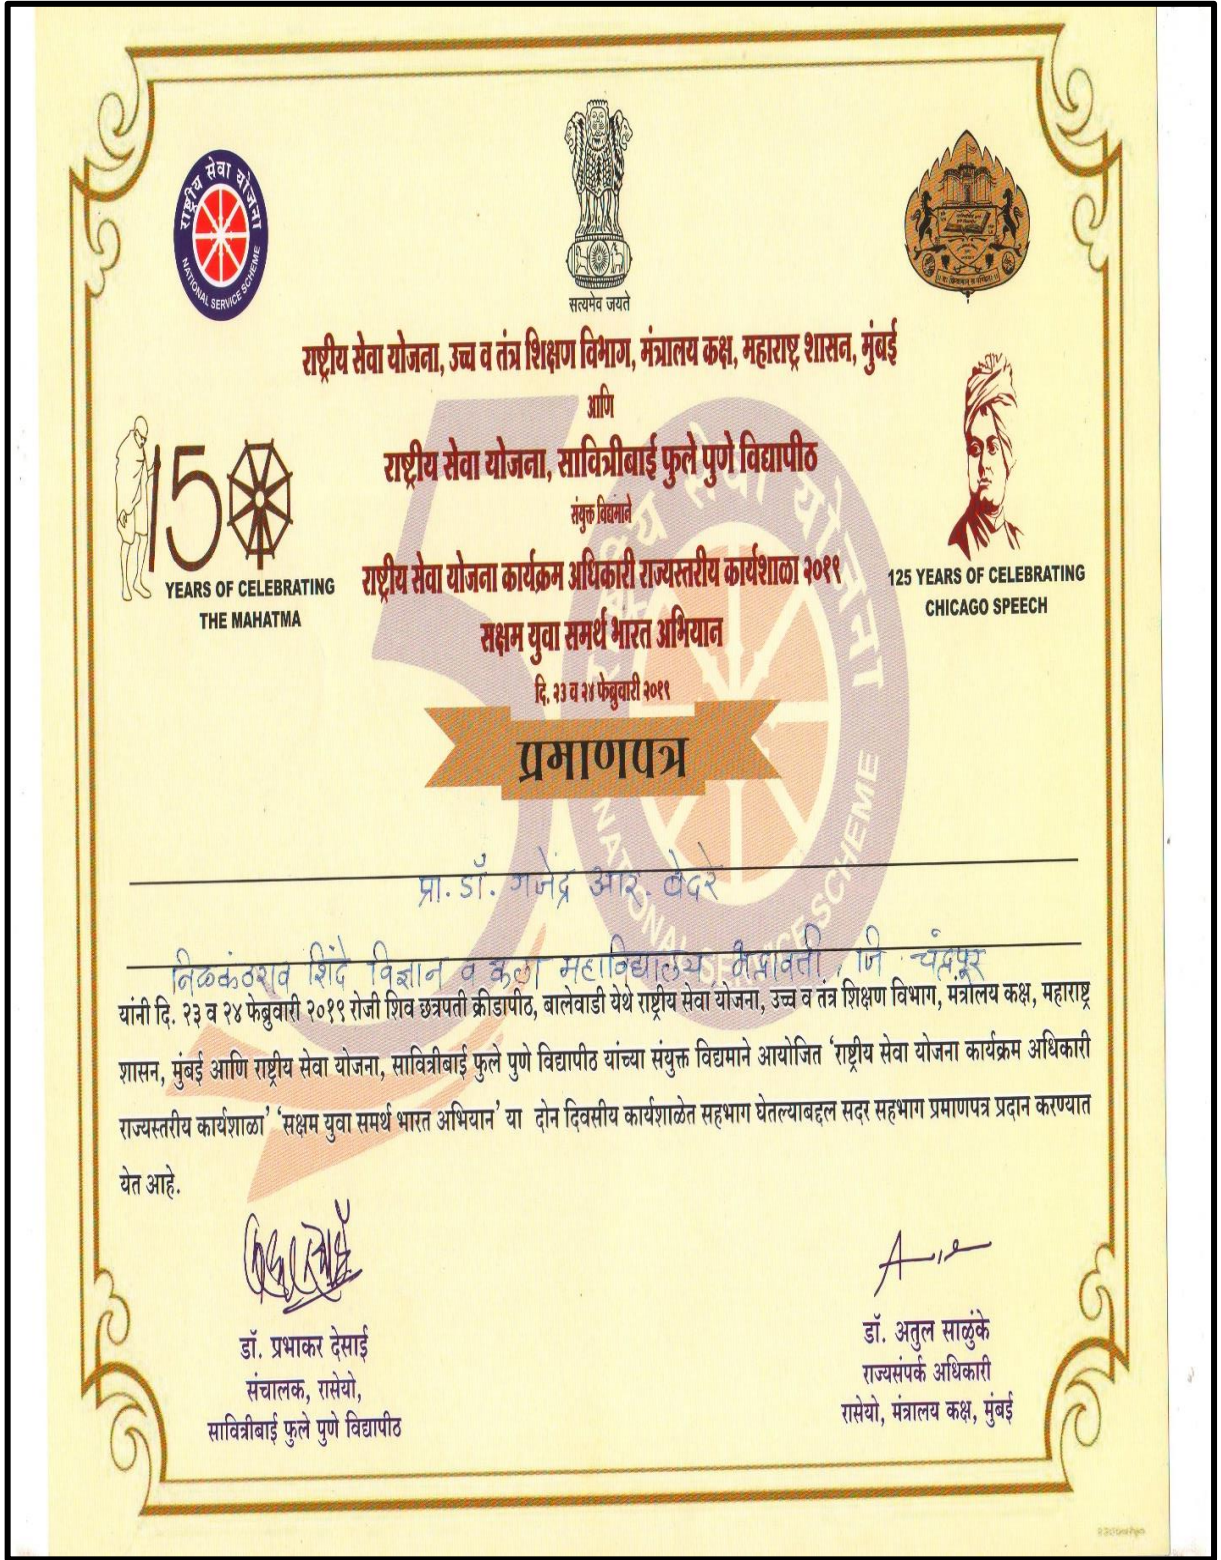 राष्ट्रीय सेवा योजना
NATIONAL SERVICE SCHEME
सत्यमेव जयते
राष्ट्रीय सेवा योजना, उच्च व तंत्र शिक्षण विभाग, मंत्रालय कक्ष, महाराष्ट्र शासन, मुंबई
आणि
राष्ट्रीय सेवा योजना, सावित्रीबाई फुले पुणे विद्यापीठ
संयुक्त विद्यमाने
राष्ट्रीय सेवा योजना कार्यक्रम अधिकारी राज्यस्तरीय कार्यशाळा २०१९
सक्षम युवा समर्थ भारत अभियान
दि. २३ व २४ फेब्रुवारी २०१९
150
YEARS OF CELEBRATING
THE MAHATMA
125 YEARS OF CELEBRATING
CHICAGO SPEECH
प्रमाणपत्र
प्रा. डॉ. गजेंद्र आर. बेदरे
निळकंठराव शिंदे विज्ञान व कला महाविद्यालय, भद्रावती, जि. चंद्रपूर
यांनी दि. २३ व २४ फेब्रुवारी २०१९ रोजी शिव छत्रपती क्रीडापीठ, बालेवाडी येथे राष्ट्रीय सेवा योजना, उच्च व तंत्र शिक्षण विभाग, मंत्रालय कक्ष, महाराष्ट्र
शासन, मुंबई आणि राष्ट्रीय सेवा योजना, सावित्रीबाई फुले पुणे विद्यापीठ यांच्या संयुक्त विद्यमाने आयोजित ‘राष्ट्रीय सेवा योजना कार्यक्रम अधिकारी
राज्यस्तरीय कार्यशाळा’ ‘सक्षम युवा समर्थ भारत अभियान’ या दोन दिवसीय कार्यशाळेत सहभाग घेतल्याबद्दल सदर सहभाग प्रमाणपत्र प्रदान करण्यात
येत आहे.
डॉ. प्रभाकर देसाई
संचालक, रासेयो,
सावित्रीबाई फुले पुणे विद्यापीठ
डॉ. अतुल साळुंके
राज्यसंपर्क अधिकारी
रासेयो, मंत्रालय कक्ष, मुंबई